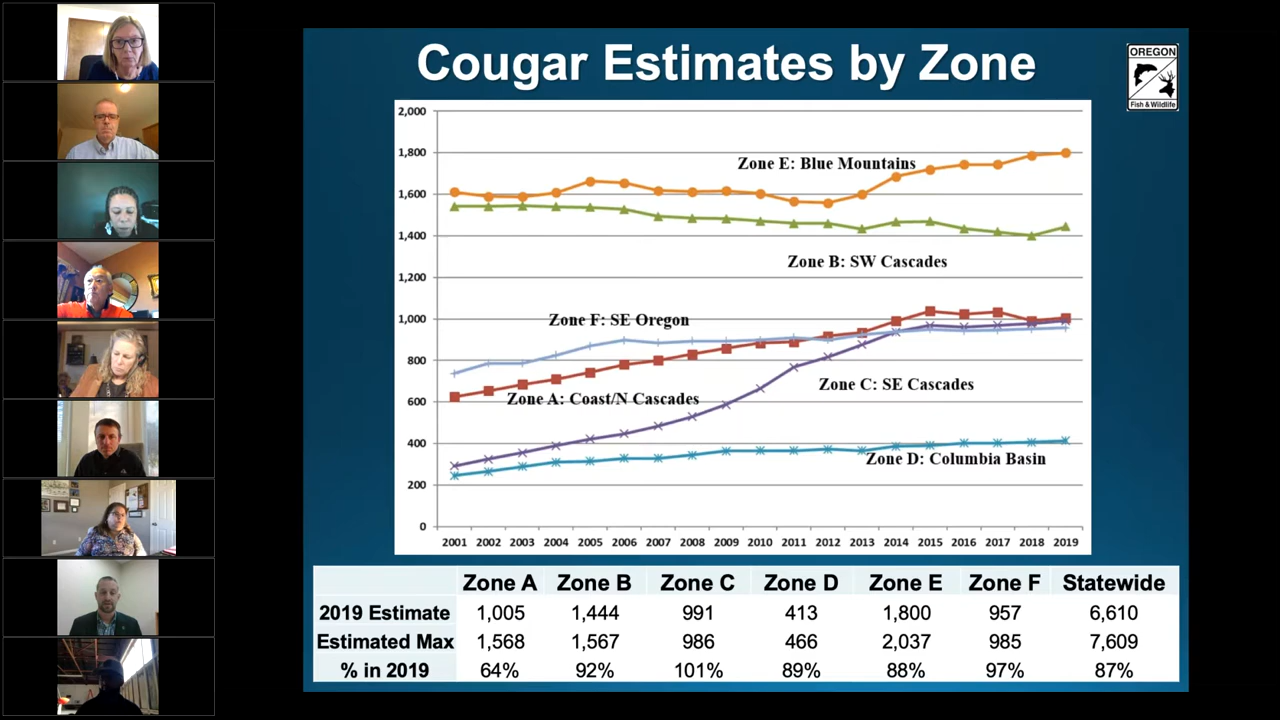 Cougar Estimates by Zone
OREGON
Fish & Wildlife
2,000
1,800
1,600
1,400
1,200
1,000
800
600
400
200
0
Zone E: Blue Mountains
Zone B: SW Cascades
Zone F: SE Oregon
Zone C: SE Cascades
Zone A: Coast/N Cascades
Zone D: Columbia Basin
2001 2002 2003 2004 2005 2006 2007 2008 2009 2010 2011 2012 2013 2014 2015 2016 2017 2018 2019
Zone A Zone B Zone C Zone D Zone E Zone F Statewide
2019 Estimate 1,005 1,444 991 413 1,800 957 6,610
Estimated Max 1,568 1,567 986 466 2,037 985 7,609
% in 2019 64% 92% 101% 89% 88% 97% 87%